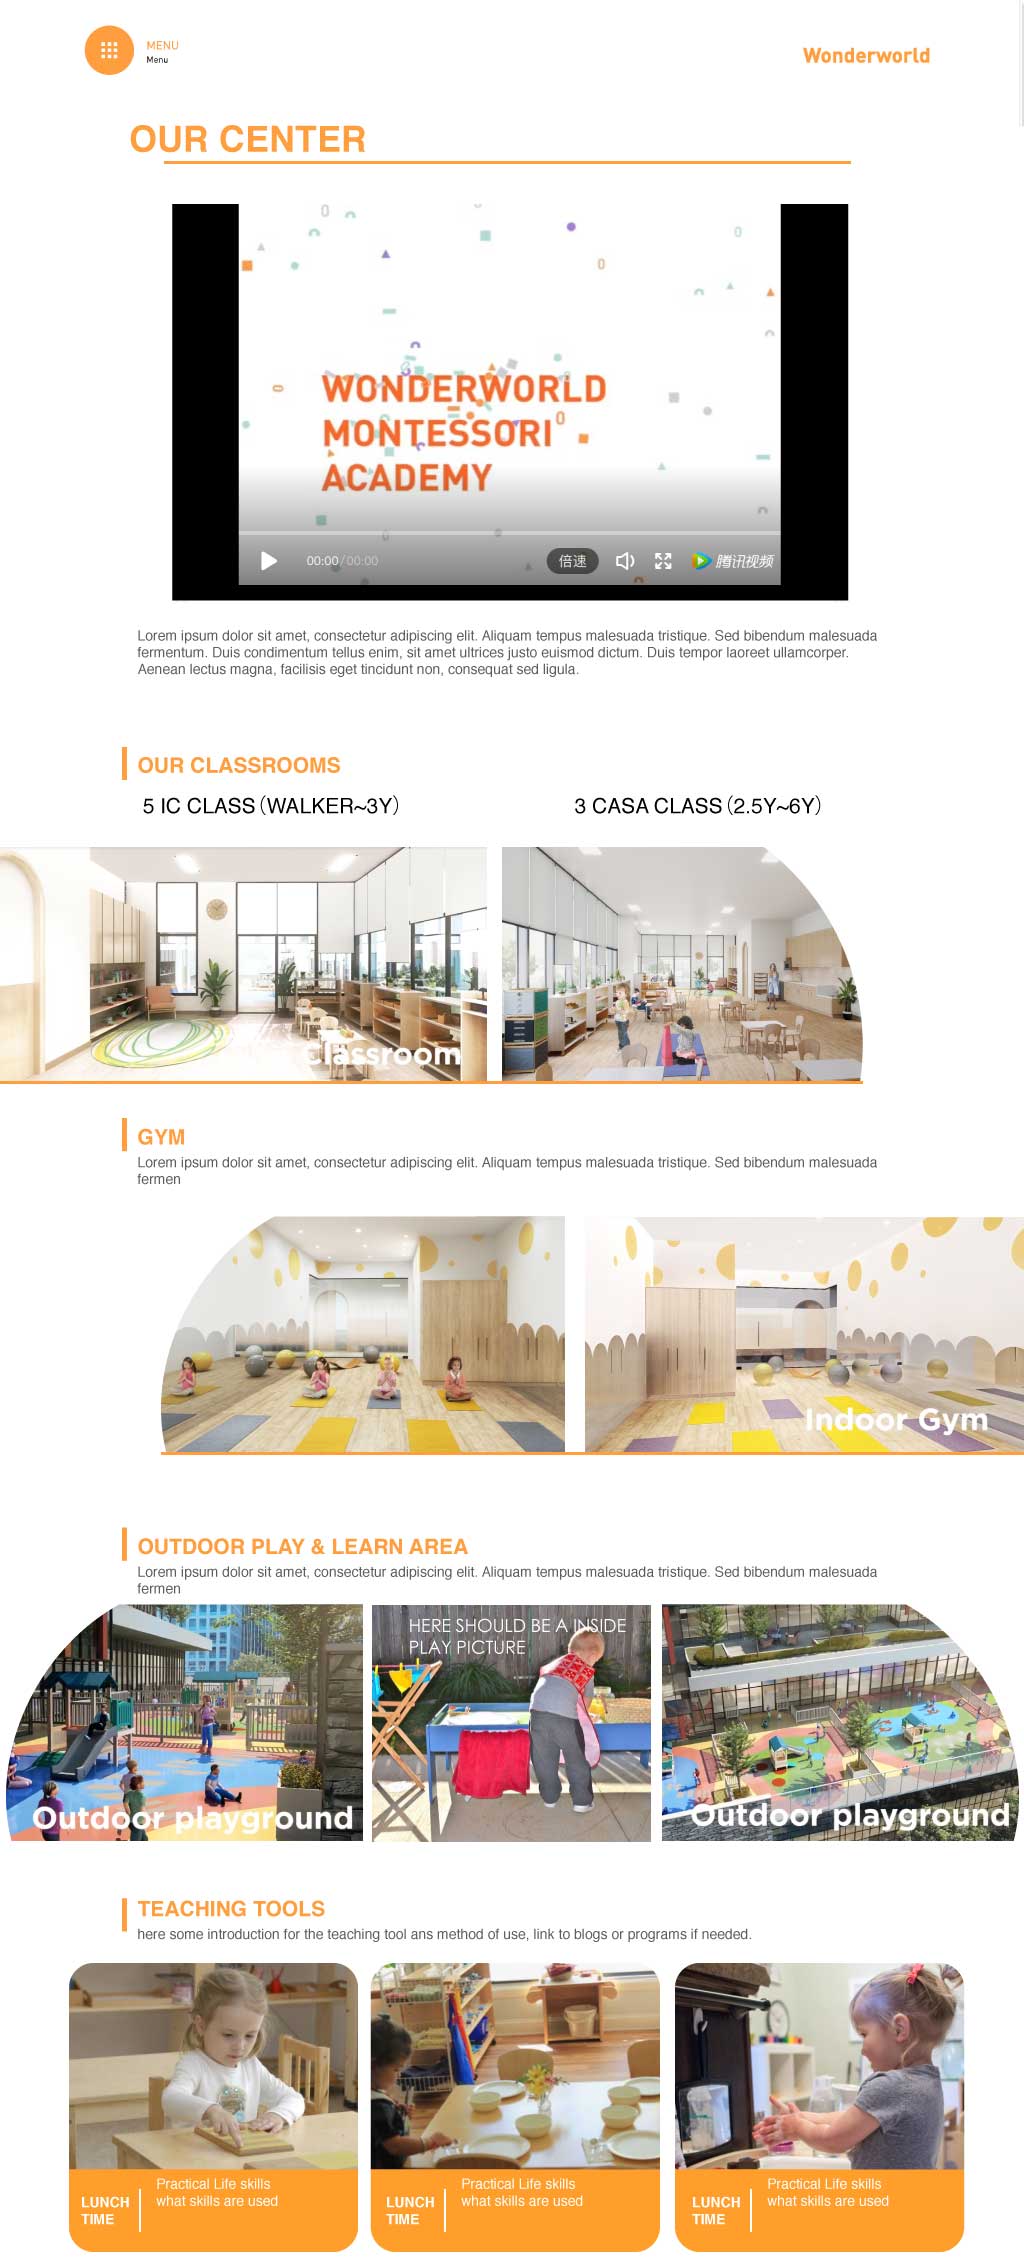 MENU
Menu
Wonderworld
OUR CENTER
WONDERWORLD
MONTESSORI
ACADEMY
00:00/00:00
倍速
腾讯视频
Lorem ipsum dolor sit amet, consectetur adipiscing elit. Aliquam tempus malesuada tristique. Sed bibendum malesuada
fermentum. Duis condimentum tellus enim, sit amet ultrices justo euismod dictum. Duis tempor laoreet ullamcorper.
Aenean lectus magna, facilisis eget tincidunt non, consequat sed ligula.
OUR CLASSROOMS
5 IC CLASS（WALKER~3Y）
3 CASA CLASS（2.5Y~6Y）
Classroom
GYM
Lorem ipsum dolor sit amet, consectetur adipiscing elit. Aliquam tempus malesuada tristique. Sed bibendum malesuada
fermen
Indoor Gym
OUTDOOR PLAY & LEARN AREA
Lorem ipsum dolor sit amet, consectetur adipiscing elit. Aliquam tempus malesuada tristique. Sed bibendum malesuada
fermen
HERE SHOULD BE A INSIDE
PLAY PICTURE
Outdoor playground
Outdoor playground
TEACHING TOOLS
here some introduction for the teaching tool ans method of use, link to blogs or programs if needed.
LUNCH
TIME
Practical Life skills
what skills are used
LUNCH
TIME
Practical Life skills
what skills are used
LUNCH
TIME
Practical Life skills
what skills are used